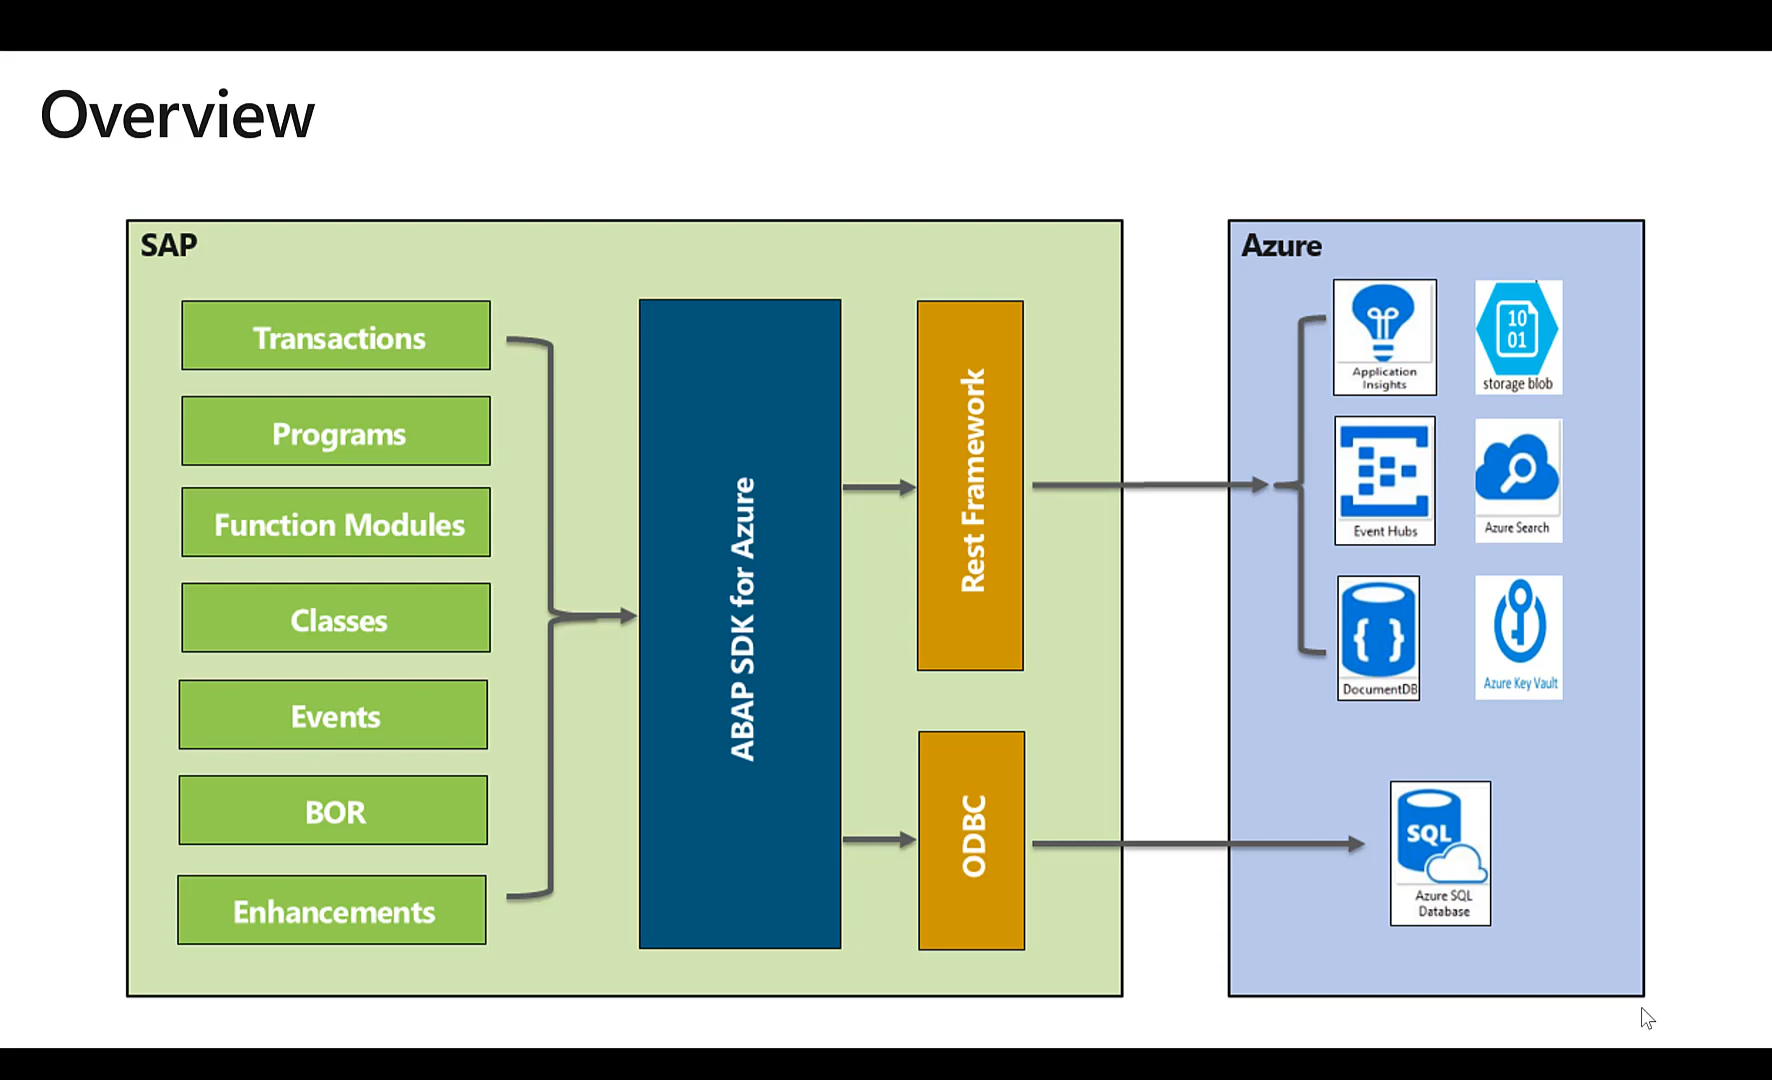 Overview
SAP
Transactions
Programs
Function Modules
Classes
Events
BOR
Enhancements
ABAP SDK for Azure
Rest Framework
ODBC
Azure
Application
Insights
10
01
storage blob
Event Hubs
Azure Search
{ }
DocumentDB
Azure Key Vault
SQL
Azure SQL
Database